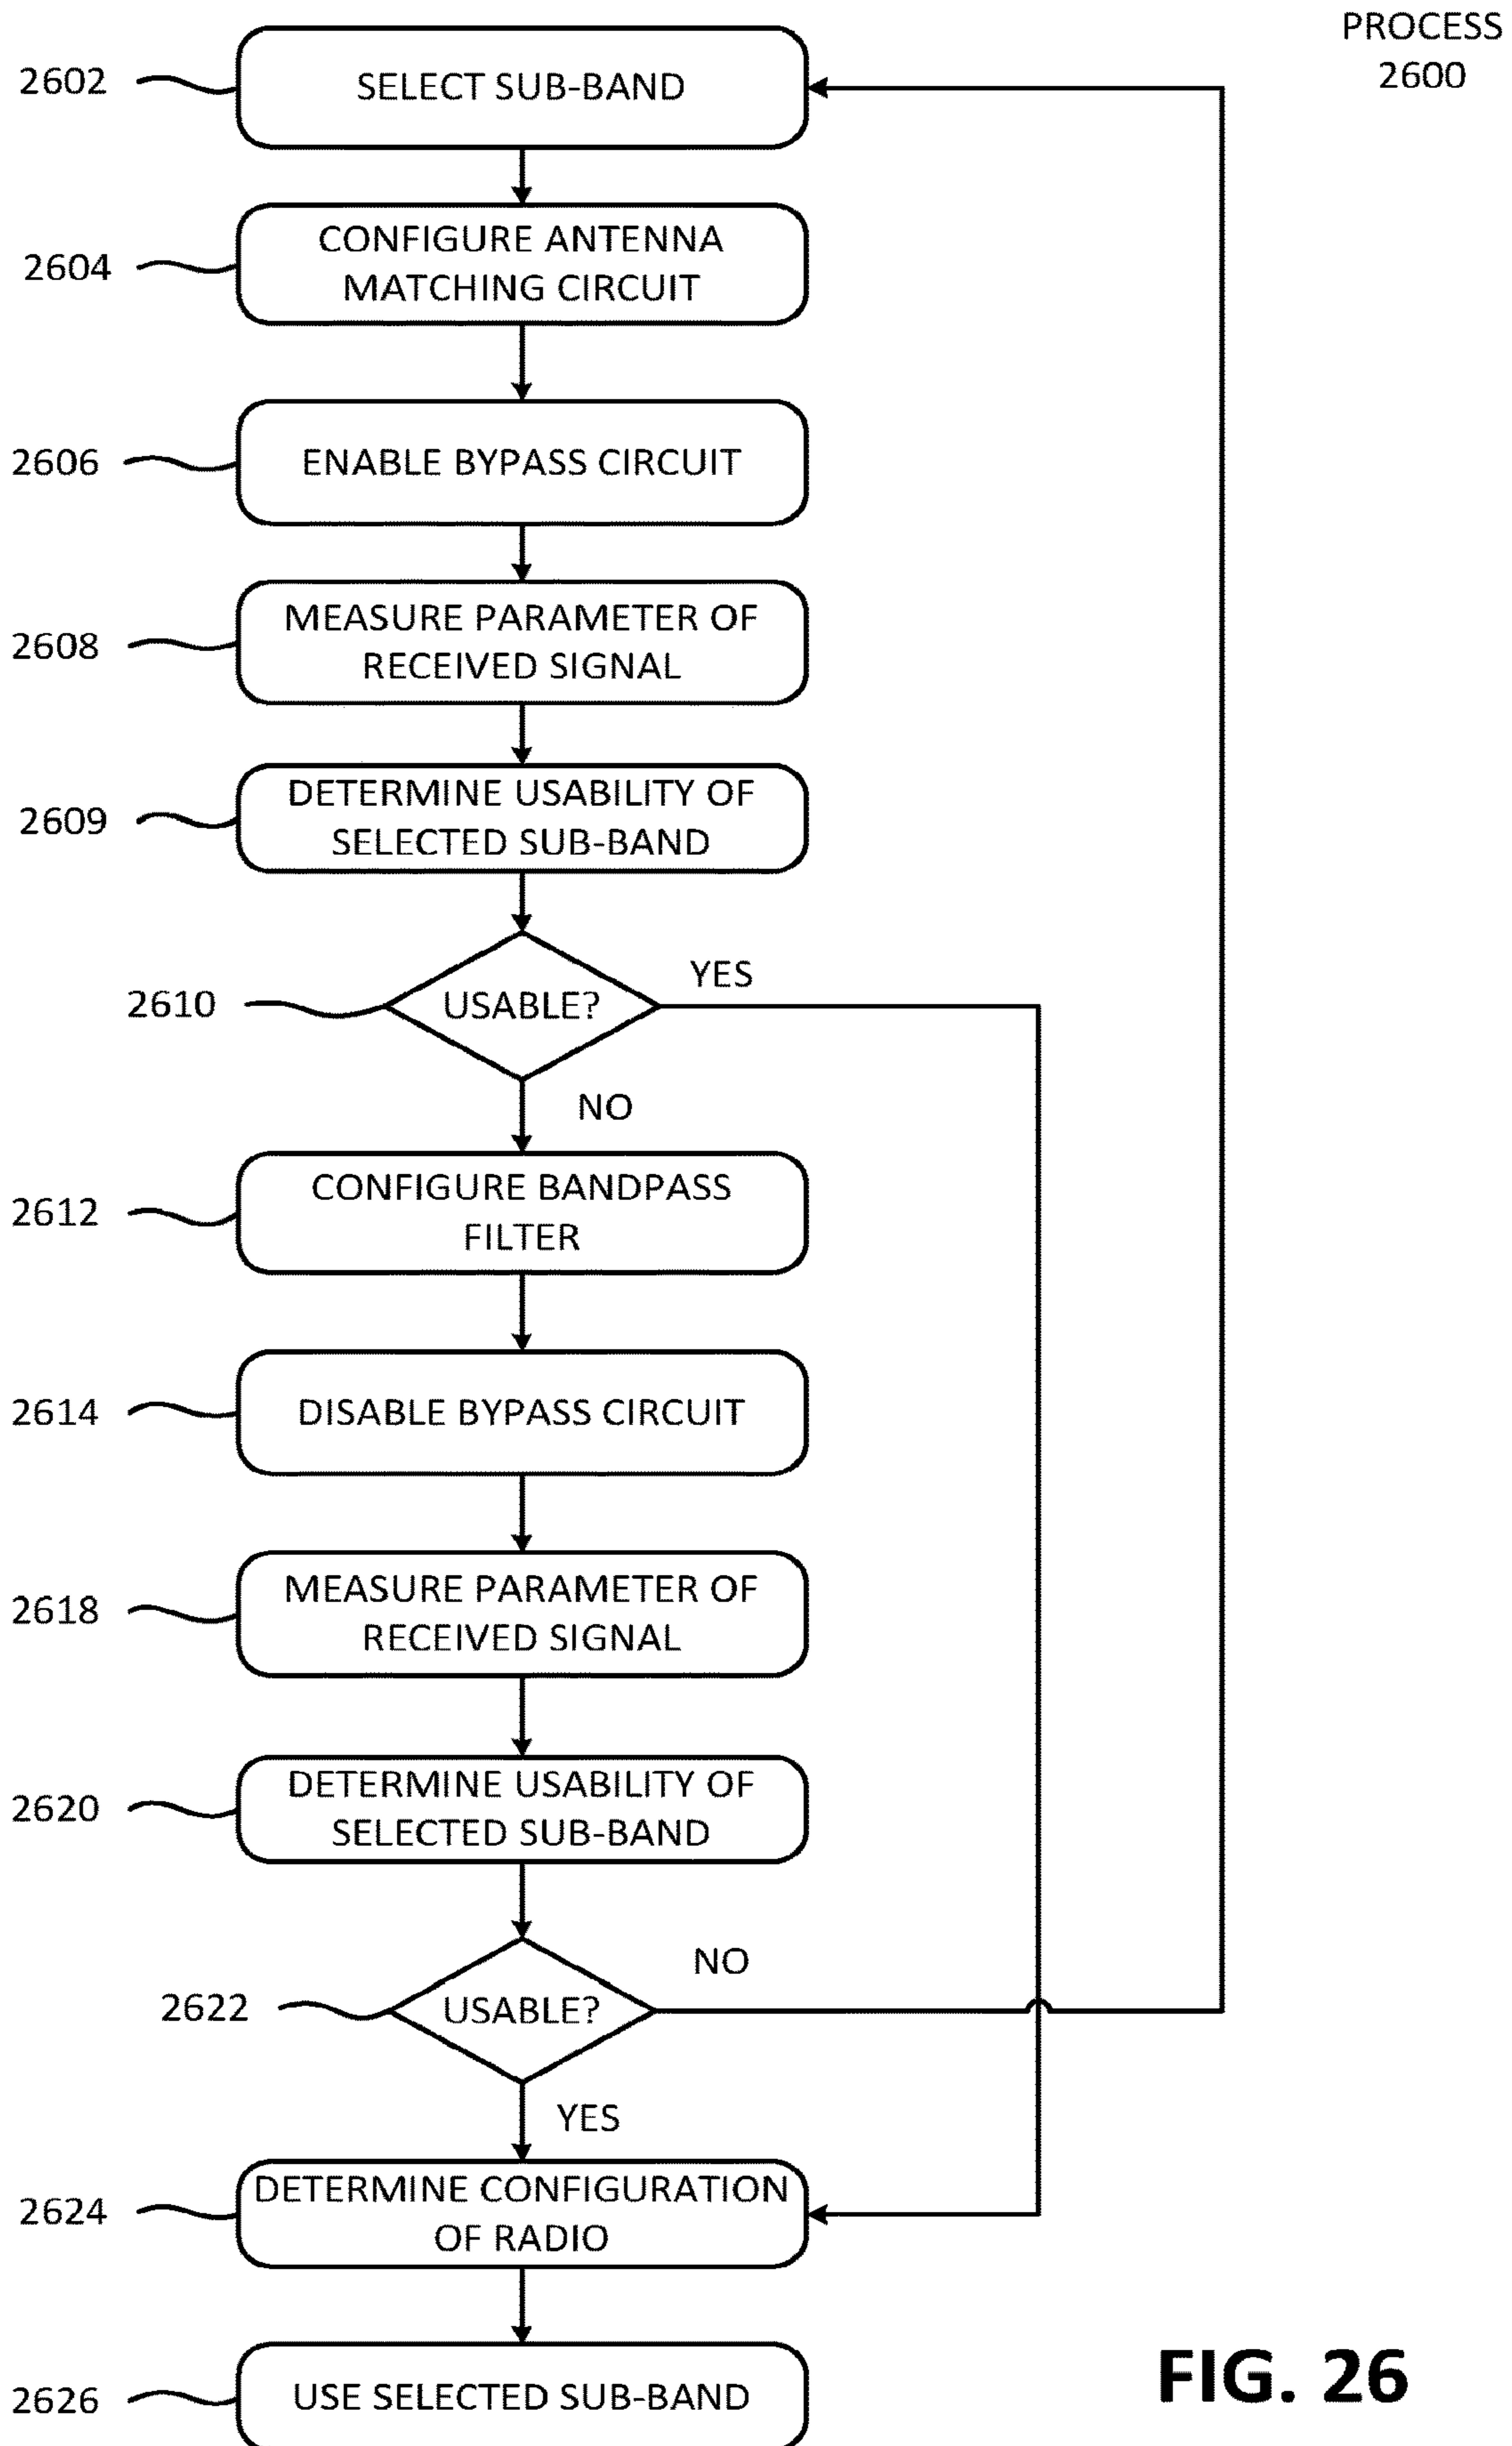 PROCESS
2600
2602
SELECT SUB-BAND
2604
CONFIGURE ANTENNA
MATCHING CIRCUIT
2606
ENABLE BYPASS CIRCUIT
2608
MEASURE PARAMETER OF
RECEIVED SIGNAL
2609
DETERMINE USABILITY OF
SELECTED SUB-BAND
2610
USABLE?
YES
NO
2612
CONFIGURE BANDPASS
FILTER
2614
DISABLE BYPASS CIRCUIT
2618
MEASURE PARAMETER OF
RECEIVED SIGNAL
2620
DETERMINE USABILITY OF
SELECTED SUB-BAND
2622
USABLE?
NO
YES
2624
DETERMINE CONFIGURATION
OF RADIO
2626
USE SELECTED SUB-BAND
FIG. 26